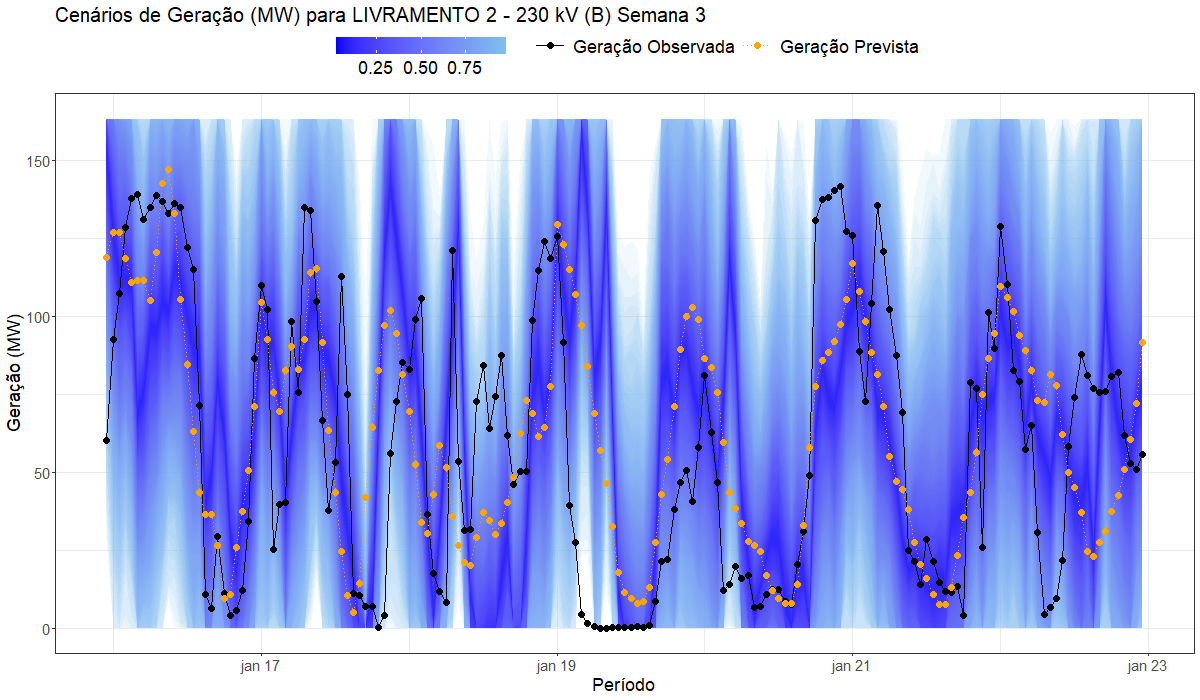 Cenários de Geração (MW) para LIVRAMENTO 2 - 230 kV (B) Semana 3
0.25 0.50 0.75
Geração Observada
Geração Prevista
Geração (MW)
150
100
50
0
jan 17
jan 19
jan 21
jan 23
Período